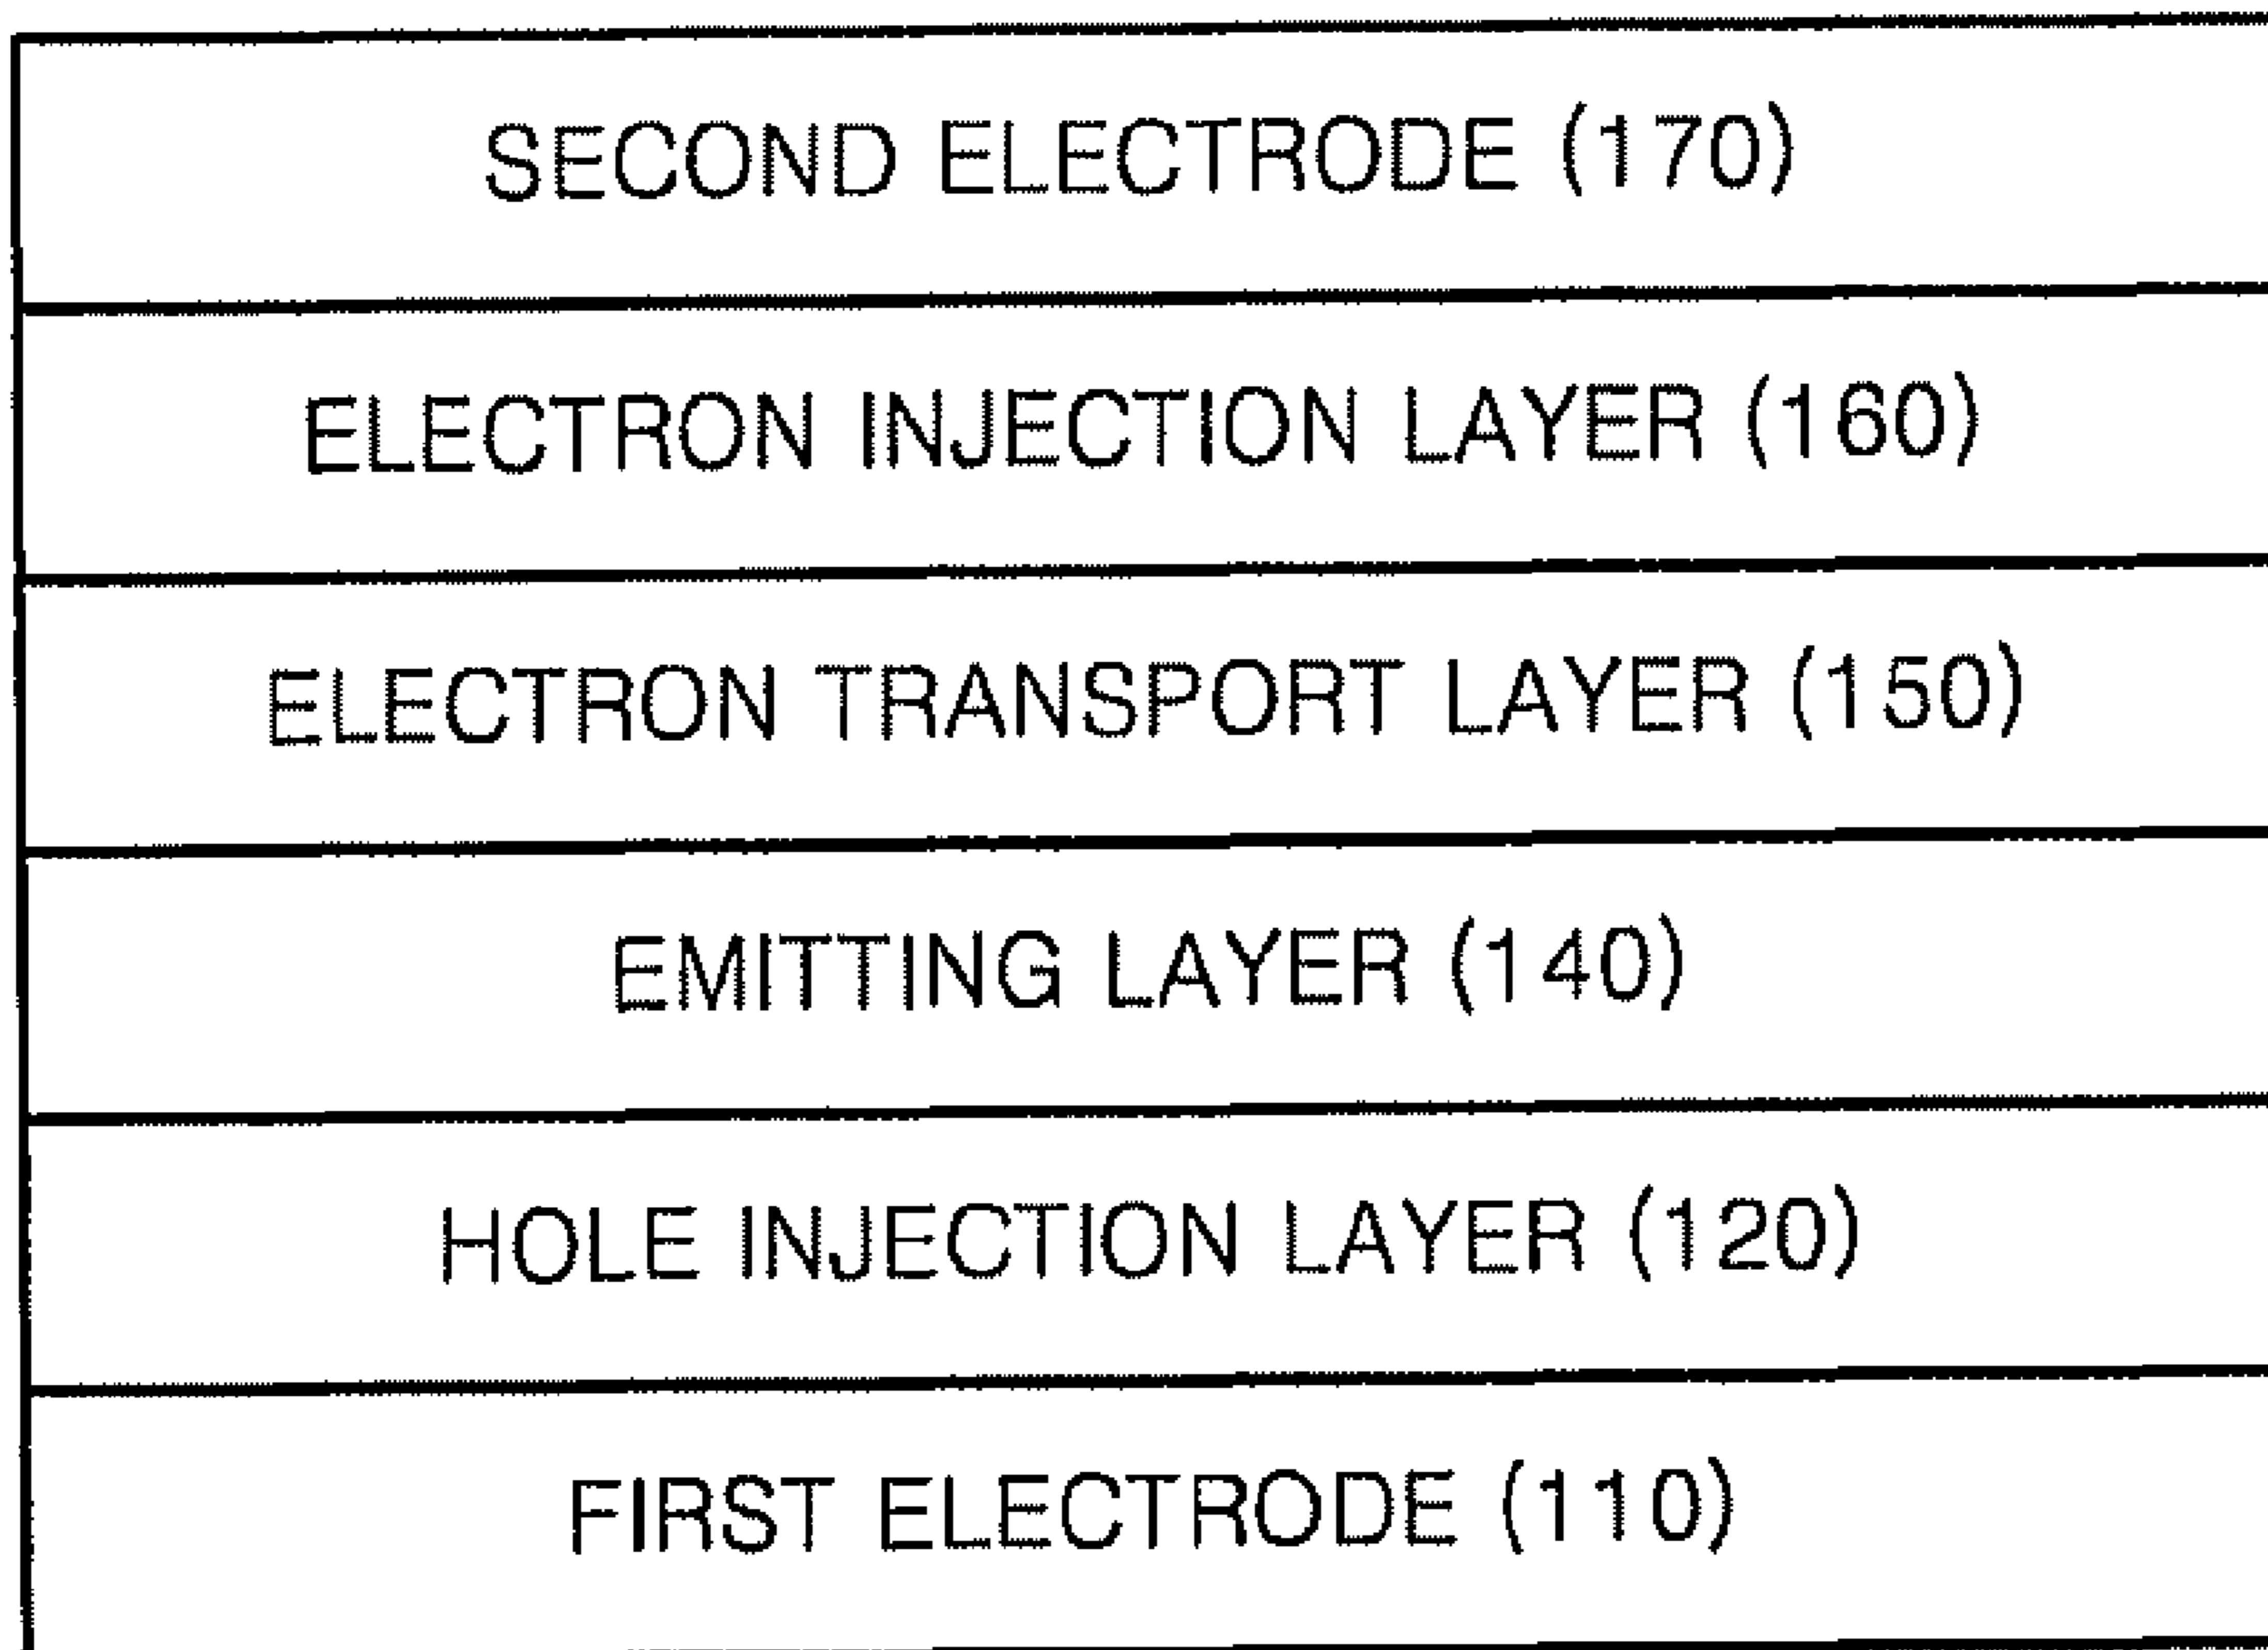 SECOND ELECTRODE (170)
ELECTRON INJECTION LAYER (160)
ELECTRON TRANSPORT LAYER (150)
EMITTING LAYER (140)
HOLE INJECTION LAYER (120)
FIRST ELECTRODE (110)